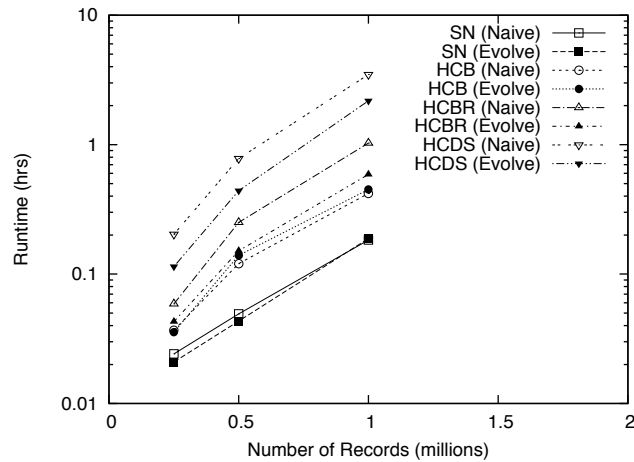 10
1
0.1
0.01
Runtime (hrs)
SN (Naive)
SN (Evolve)
HCB (Naive)
HCB (Evolve)
HCBR (Naive)
HCBR (Evolve)
HCDS (Naive)
HCDS (Evolve)
0 0.5 1 1.5 2
Number of Records (millions)